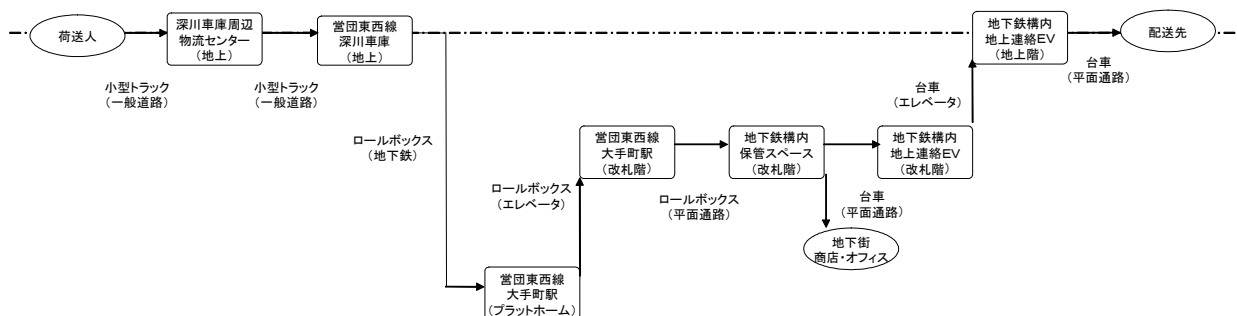 荷送人
深川車庫周辺
物流センター
(地上)
営団東西線
深川車庫
(地上)
地下鉄構内
地上連絡EV
(地上階)
配送先
小型トラック
(一般道路)
小型トラック
(一般道路)
台車
(平面通路)
台車
(エレベータ)
ロールボックス
(地下鉄)
営団東西線
大手町駅
(改札階)
地下鉄構内
保管スペース
(改札階)
地下鉄構内
地上連絡EV
(改札階)
ロールボックス
(エレベータ)
ロールボックス
(平面通路)
台車
(平面通路)
地下街
商店・オフィス
営団東西線
大手町駅
(プラットホーム)